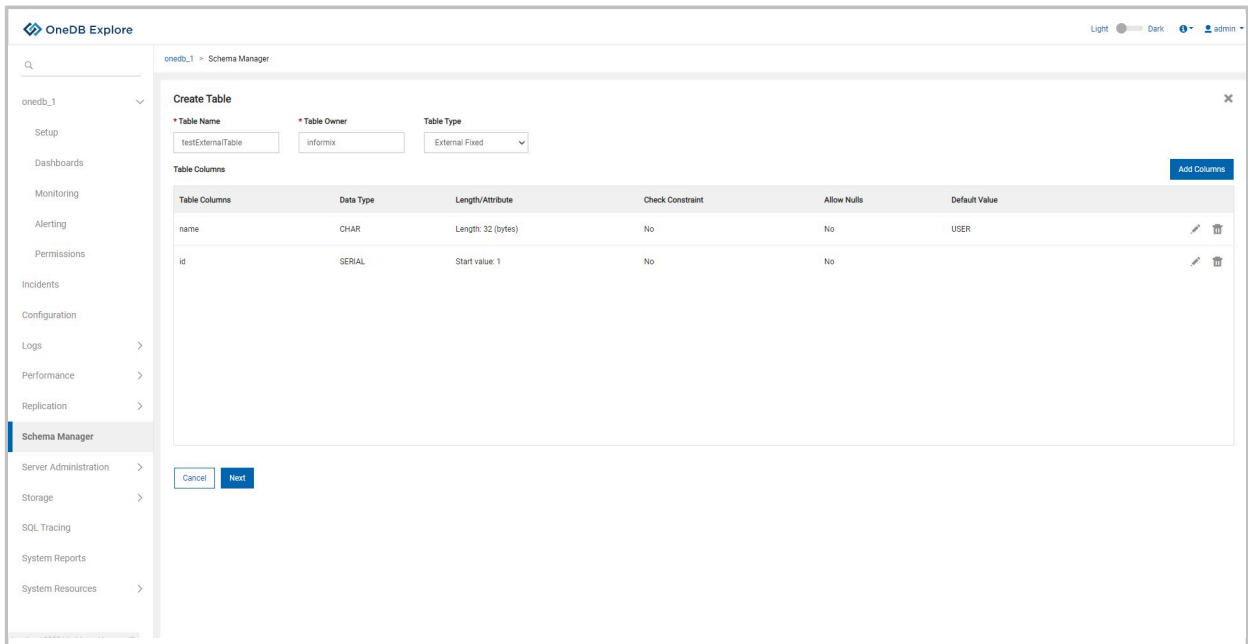 OneDB Explore
Light Dark admin
onedb_1 > Schema Manager
onedb_1
Setup
Dashboards
Monitoring
Alerting
Permissions
Incidents
Configuration
Logs
Performance
Replication
Schema Manager
Server Administration
Storage
SQL Tracing
System Reports
System Resources
Create Table
* Table Name * Table Owner Table Type
testExternalTable informix External Fixed
Table Columns Add Columns
Table Columns Data Type Length/Attribute Check Constraint Allow Nulls Default Value
name CHAR Length: 32 (bytes) No No USER
id SERIAL Start value: 1 No No
Cancel Next